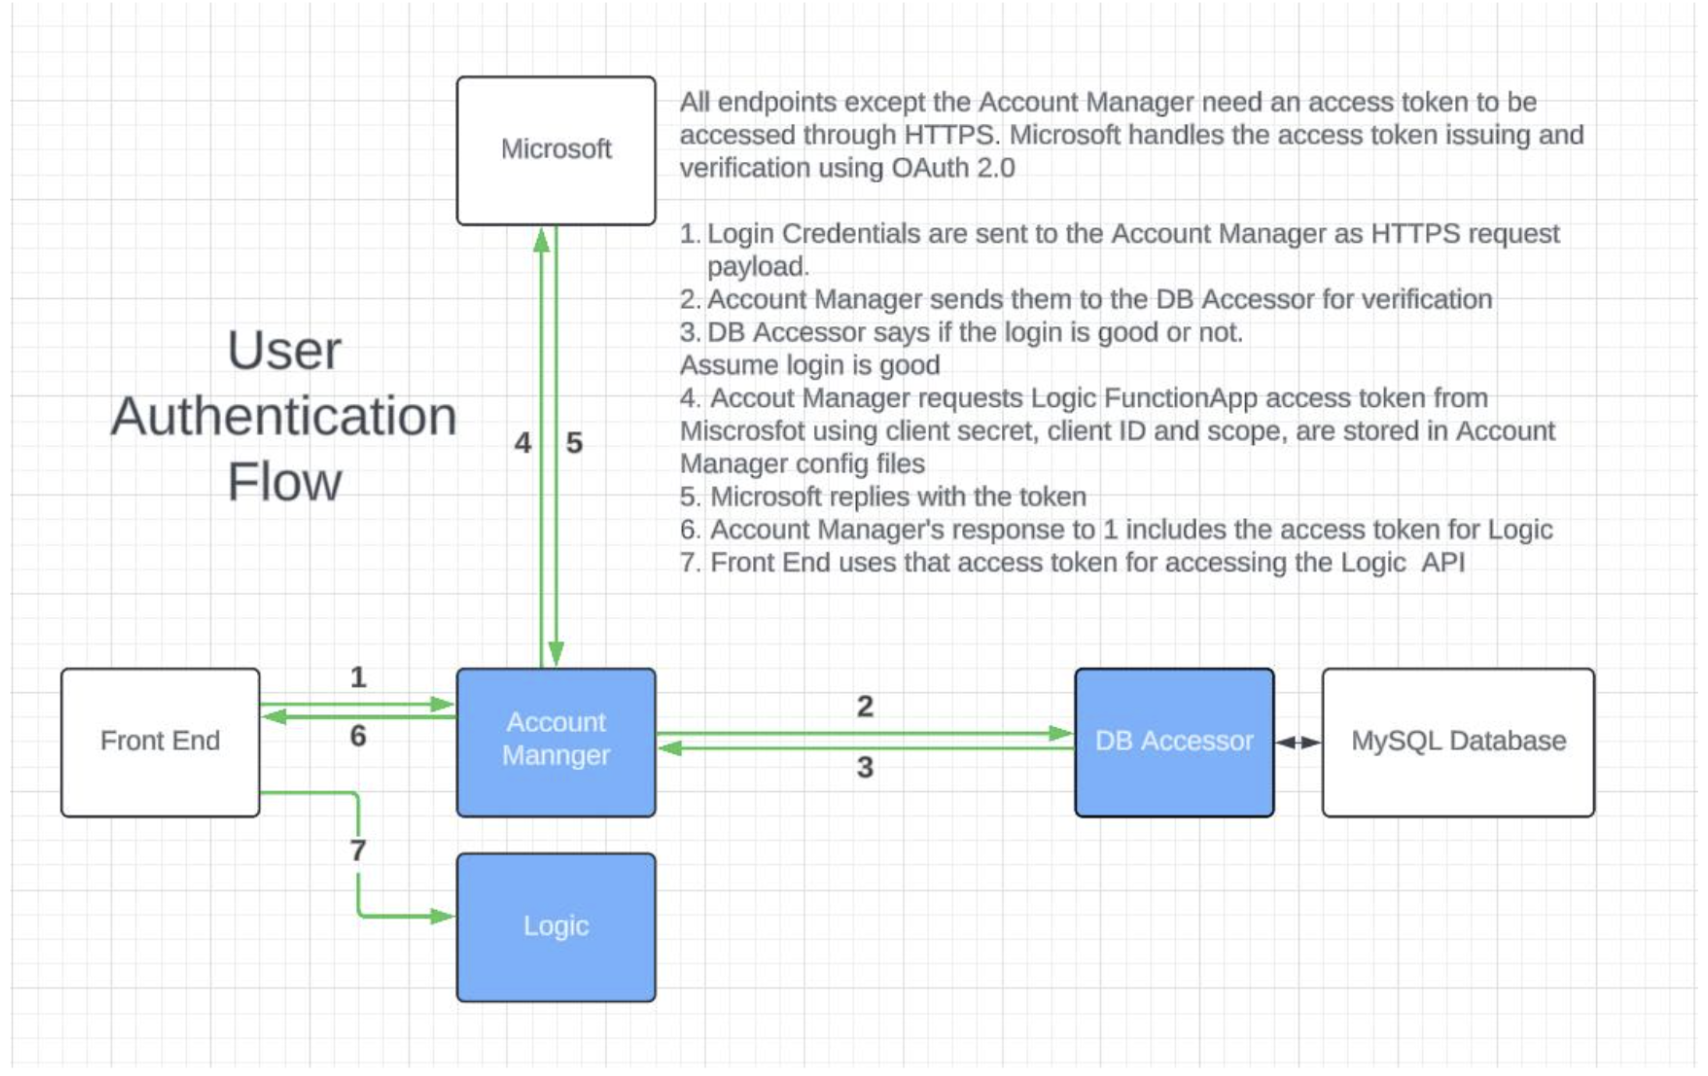 Microsoft
All endpoints except the Account Manager need an access token to be
accessed through HTTPS. Microsoft handles the access token issuing and
verification using OAuth 2.0
1. Login Credentials are sent to the Account Manager as HTTPS request
payload.
2. Account Manager sends them to the DB Accessor for verification
3. DB Accessor says if the login is good or not.
Assume login is good
4. Accout Manager requests Logic FunctionApp access token from
Miscrosfot using client secret, client ID and scope, are stored in Account
Manager config files
5. Microsoft replies with the token
6. Account Manager's response to 1 includes the access token for Logic
7. Front End uses that access token for accessing the Logic  API
User
Authentication
Flow
4
5
1
6
2
3
7
Front End
Account
Mannger
DB Accessor
MySQL Database
Logic